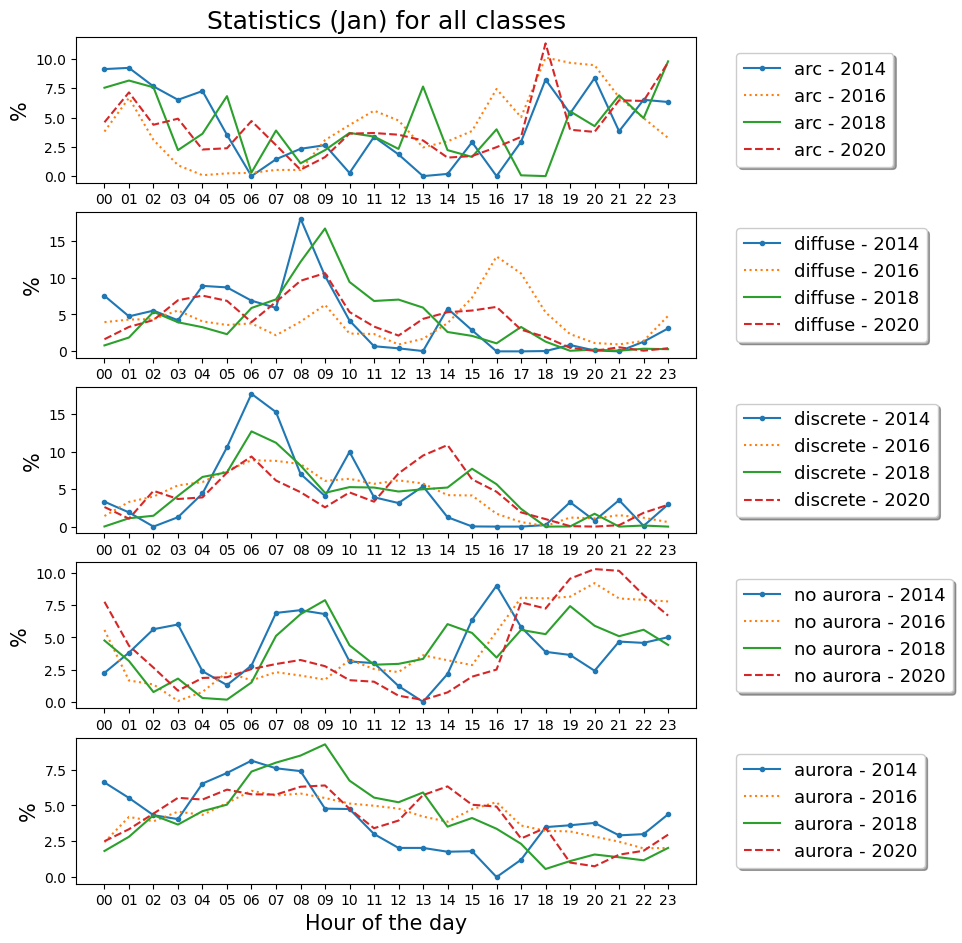 Statistics (Jan) for all classes
%
10.0
7.5
5.0
2.5
0.0
00 01 02 03 04 05 06 07 08 09 10 11 12 13 14 15 16 17 18 19 20 21 22 23
arc - 2014
arc - 2016
arc - 2018
arc - 2020
%
15
10
5
0
00 01 02 03 04 05 06 07 08 09 10 11 12 13 14 15 16 17 18 19 20 21 22 23
diffuse - 2014
diffuse - 2016
diffuse - 2018
diffuse - 2020
%
15
10
5
0
00 01 02 03 04 05 06 07 08 09 10 11 12 13 14 15 16 17 18 19 20 21 22 23
discrete - 2014
discrete - 2016
discrete - 2018
discrete - 2020
%
10.0
7.5
5.0
2.5
0.0
00 01 02 03 04 05 06 07 08 09 10 11 12 13 14 15 16 17 18 19 20 21 22 23
no aurora - 2014
no aurora - 2016
no aurora - 2018
no aurora - 2020
%
7.5
5.0
2.5
0.0
00 01 02 03 04 05 06 07 08 09 10 11 12 13 14 15 16 17 18 19 20 21 22 23
Hour of the day
aurora - 2014
aurora - 2016
aurora - 2018
aurora - 2020